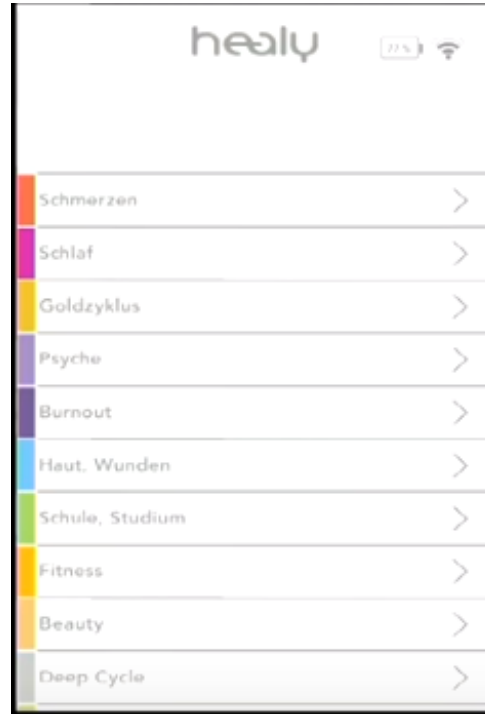 healy
Schmerzen
Schlaf
Goldzyklus
Psyche
Burnout
Haut, Wunden
Schule, Studium
Fitness
Beauty
Deep Cycle